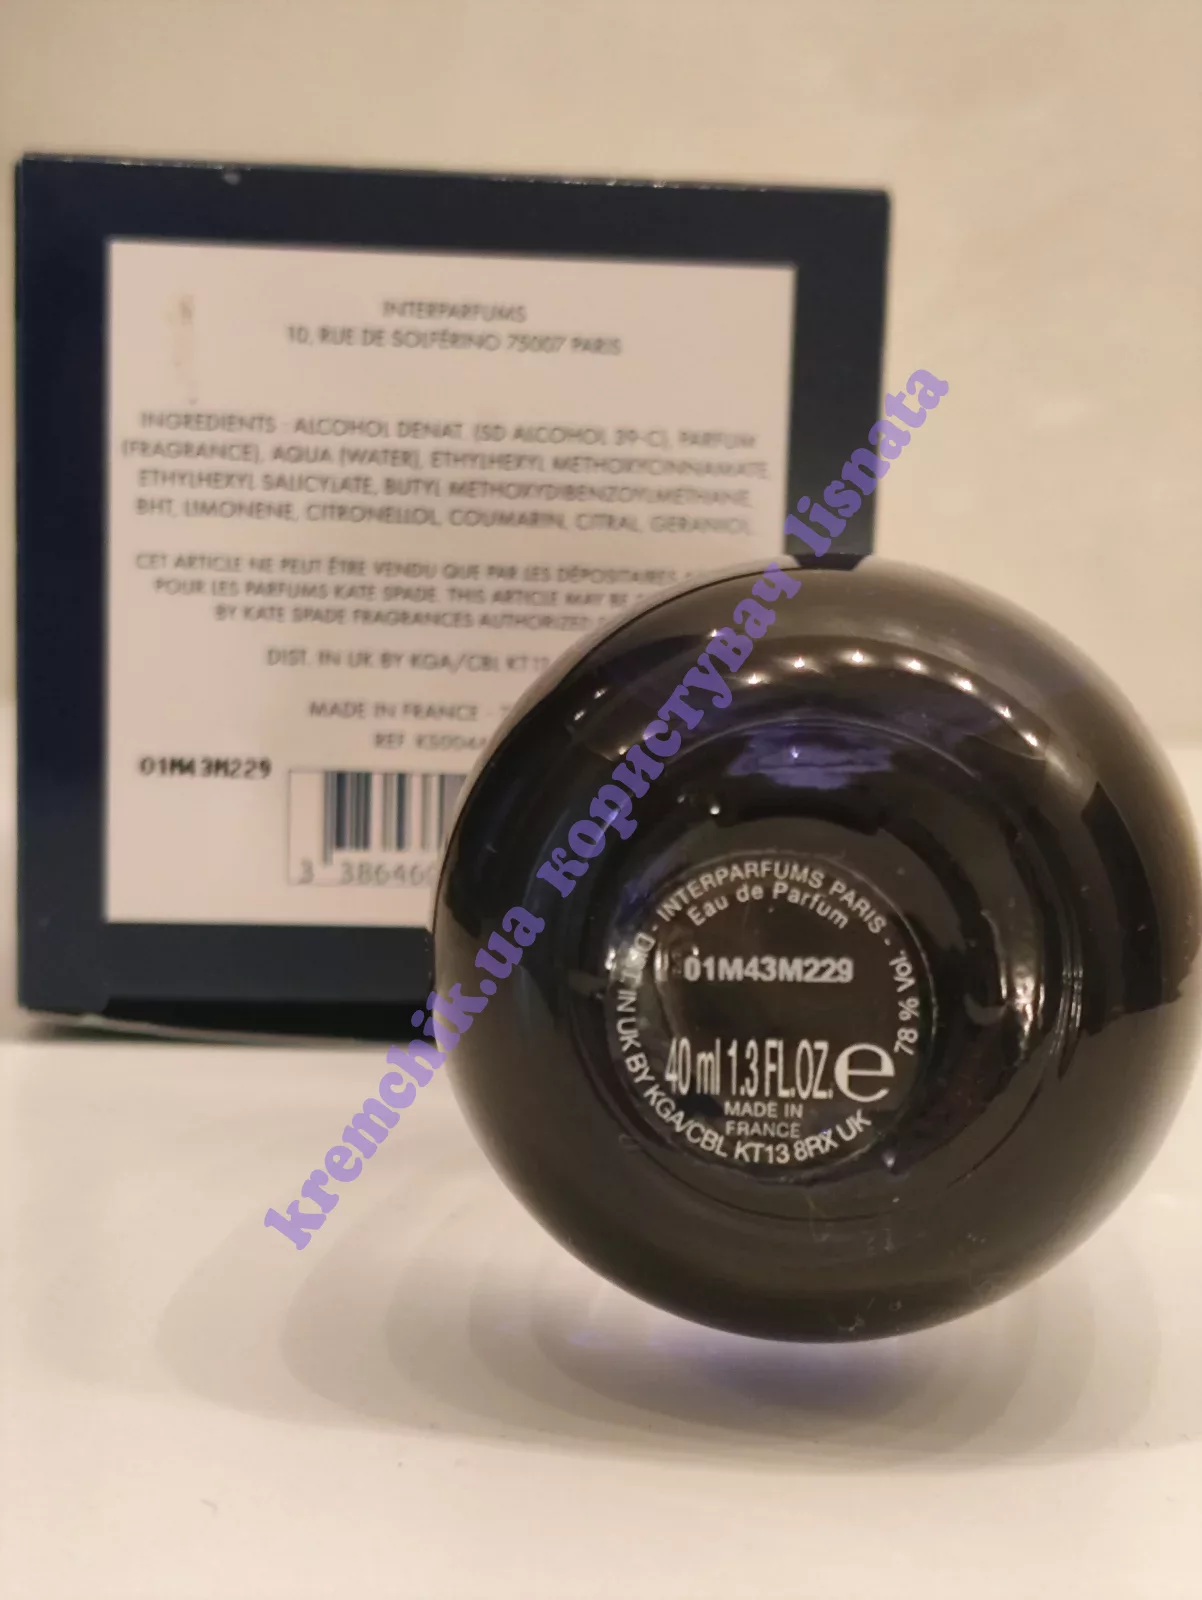 INTERPARFUMS
10, RUE DE SOLFÉRINO 75007 PARIS
INGREDIENTS : ALCOHOL DENAT. (SD ALCOHOL 39-C), PARFUM
(FRAGRANCE), AQUA (WATER), ETHYLHEXYL METHOXYCINNAMATE,
ETHYLHEXYL SALICYLATE, BUTYL METHOXYDIBENZOYLMETHANE,
BHT, LIMONENE, CITRONELLOL, COUMARIN, CITRAL, GERANIOL.
CET ARTICLE NE PEUT ÊTRE VENDU QUE PAR LES DÉPOSITAIRES
POUR LES PARFUMS KATE SPADE. THIS ARTICLE MAY BE
BY KATE SPADE FRAGRANCES AUTHORIZED
DIST. IN UK BY KGA/CBL KT13
MADE IN FRANCE -
REF. KS004
01M43M229
3 386460
INTERPARFUMS PARIS - 78 % Vol.
Eau de Parfum
01M43M229
40 ml 1.3 FL.OZ. e
MADE IN
FRANCE
DIST. IN UK BY KGA/CBL KT13 8RX UK
kremchik.ua користувач lisnata